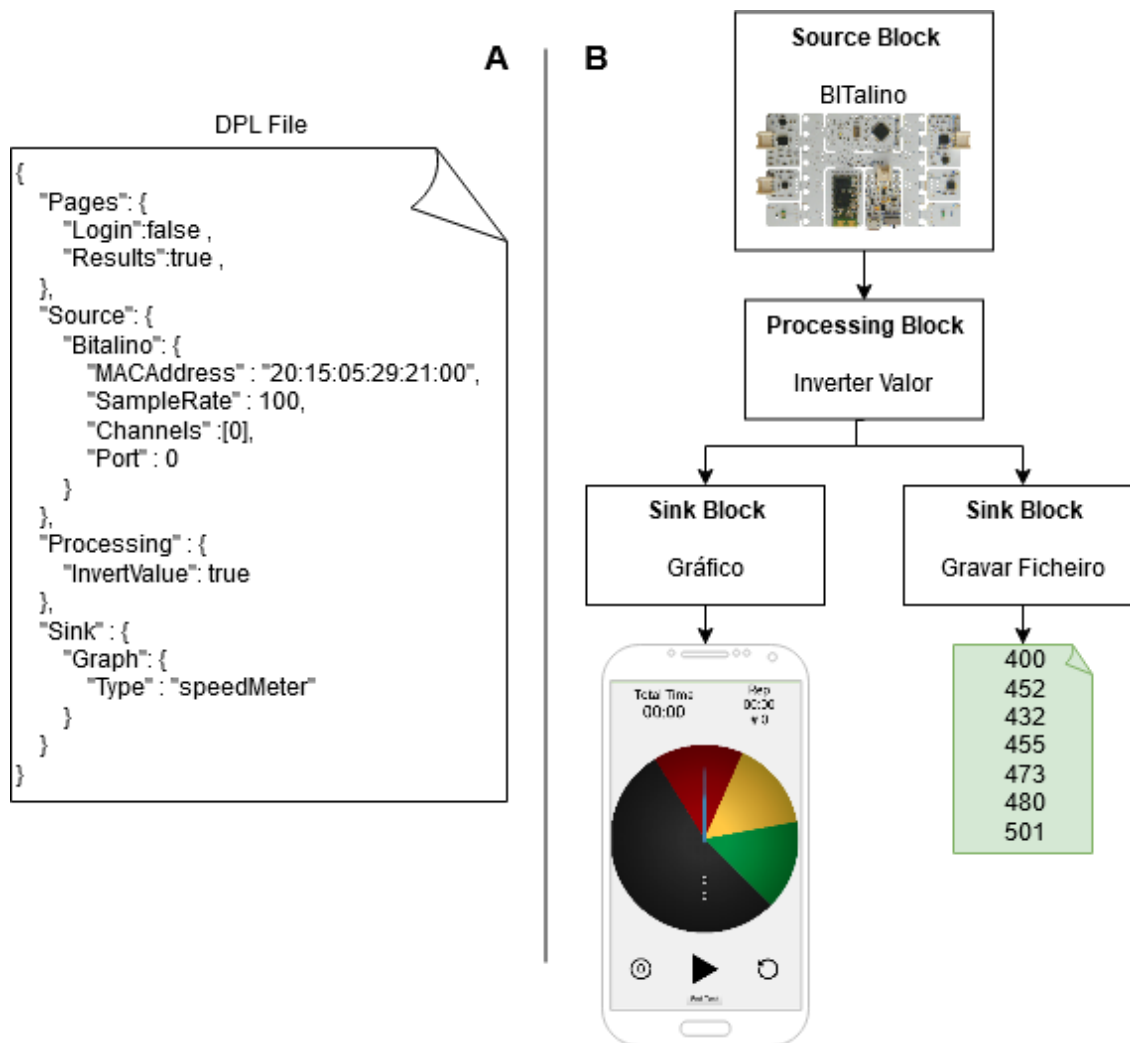 A
DPL File
{
"Pages": {
"Login":false ,
"Results":true ,
},
"Source": {
"Bitalino": {
"MACAddress" : "20:15:05:29:21:00",
"SampleRate" : 100,
"Channels" :[0],
"Port" : 0
}
},
"Processing" : {
"InvertValue": true
},
"Sink" : {
"Graph": {
"Type" : "speedMeter"
}
}
}
B
Source Block
BITalino
Processing Block
Inverter Valor
Sink Block
Gráfico
Sink Block
Gravar Ficheiro
Total Time
00:00
Rep
00:00
# 0
400
452
432
455
473
480
501